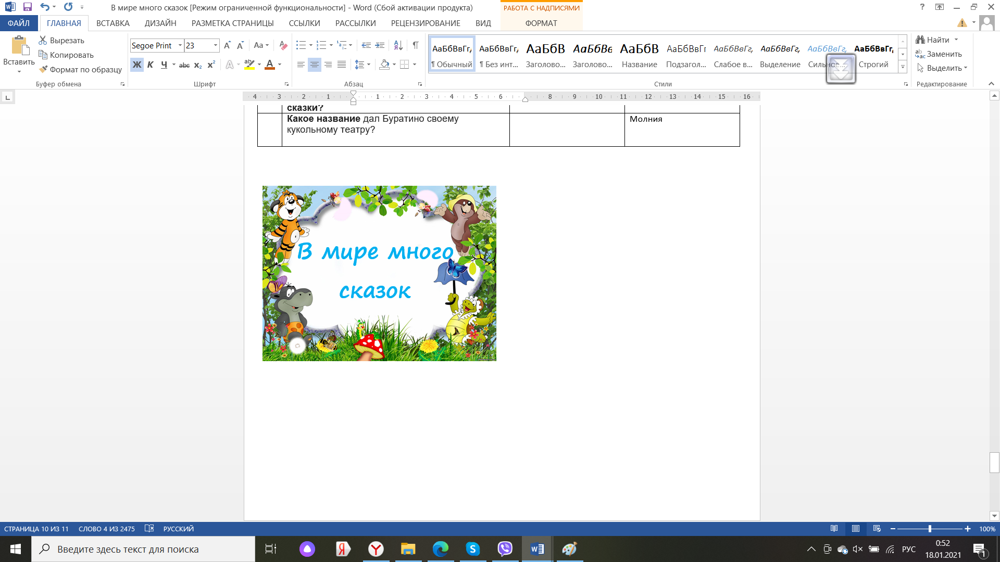 В мире много сказок [Режим ограниченной функциональности] - Word (Сбой активации продукта)
РАБОТА С НАДПИСЯМИ
ФАЙЛ ГЛАВНАЯ ВСТАВКА ДИЗАЙН РАЗМЕТКА СТРАНИЦЫ ССЫЛКИ РАССЫЛКИ РЕЦЕНЗИРОВАНИЕ ВИД ФОРМАТ
Вставить
Вырезать
Копировать
Формат по образцу
Буфер обмена
Segoe Print 23
Ж К Ч abc x₂ x²
Шрифт
Абзац
АаБбВвГг, АаБбВвГг, АаБбВ АаБбВв АаБбВ АаБбВвГг АаБбВвГг, АаБбВвГг, АаБбВвГг, АаБбВвГг,
¶ Обычный ¶ Без инт... Заголово... Заголово... Название Подзагол... Слабое в... Выделение Сильное... Строгий
Стили
Найти
Заменить
Выделить
Редактирование
4 3 2 1 1 2 3 4 5 6 8 9 10 11 12 13 14 15 16
сказки?
Какое название дал Буратино своему
кукольному театру?
Молния
В мире много
сказок
СТРАНИЦА 10 ИЗ 11 СЛОВО 4 ИЗ 2475 РУССКИЙ 100%
Введите здесь текст для поиска
РУС
0:52
18.01.2021
1